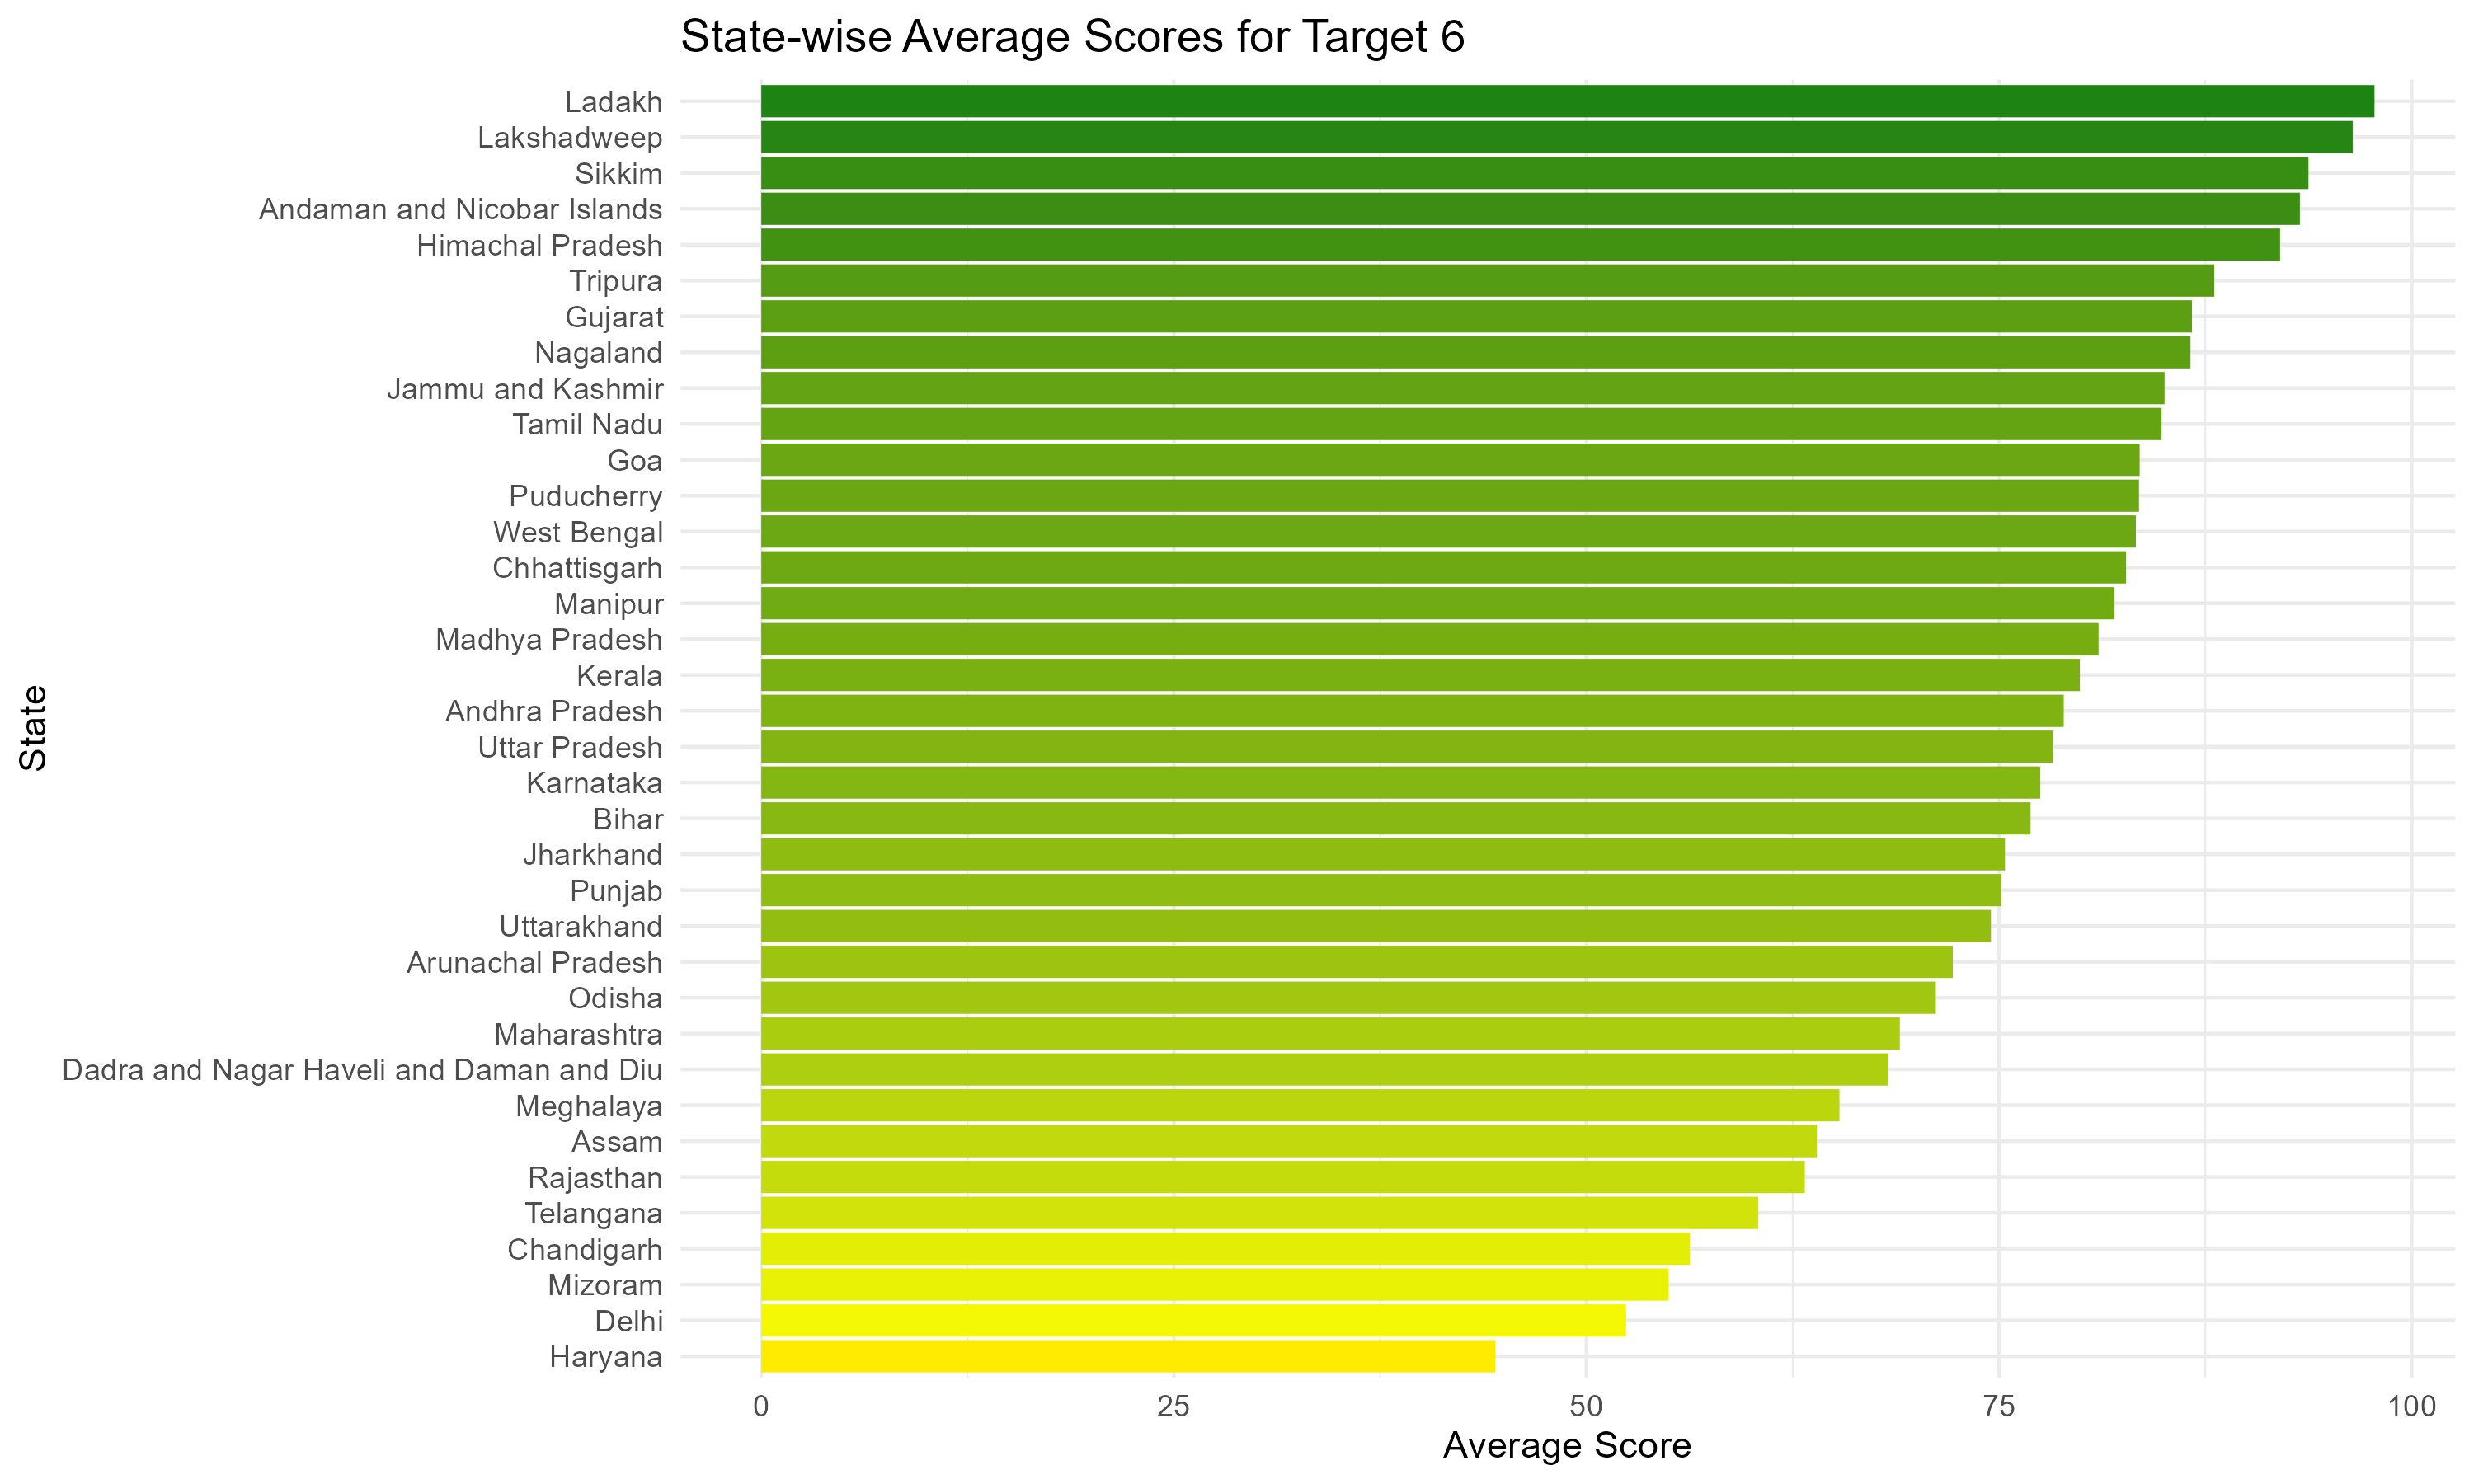 State-wise Average Scores for Target 6
Ladakh
Lakshadweep
Sikkim
Andaman and Nicobar Islands
Himachal Pradesh
Tripura
Gujarat
Nagaland
Jammu and Kashmir
Tamil Nadu
Goa
Puducherry
West Bengal
Chhattisgarh
Manipur
Madhya Pradesh
Kerala
Andhra Pradesh
Uttar Pradesh
Karnataka
Bihar
Jharkhand
Punjab
Uttarakhand
Arunachal Pradesh
Odisha
Maharashtra
Dadra and Nagar Haveli and Daman and Diu
Meghalaya
Assam
Rajasthan
Telangana
Chandigarh
Mizoram
Delhi
Haryana
State
0 25 50 75 100
Average Score